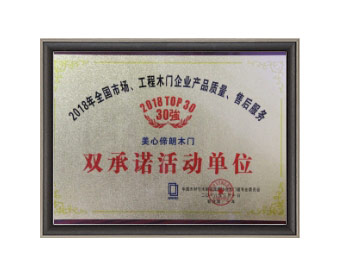 2018年全国市场、工程木门企业产品质量、售后服务
2018 TOP 30
30強
美心缔朗木门
双承诺活动单位